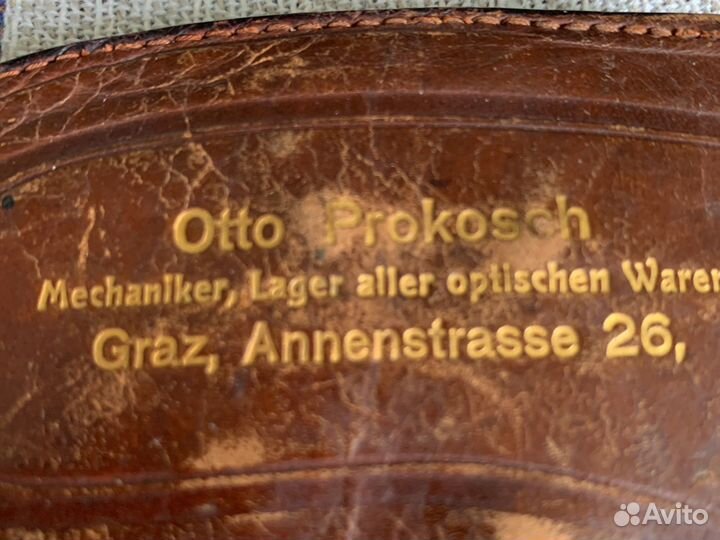 Otto Prokosch
Mechaniker, Lager aller optischen Waren
Graz, Annenstrasse 26,
Avito